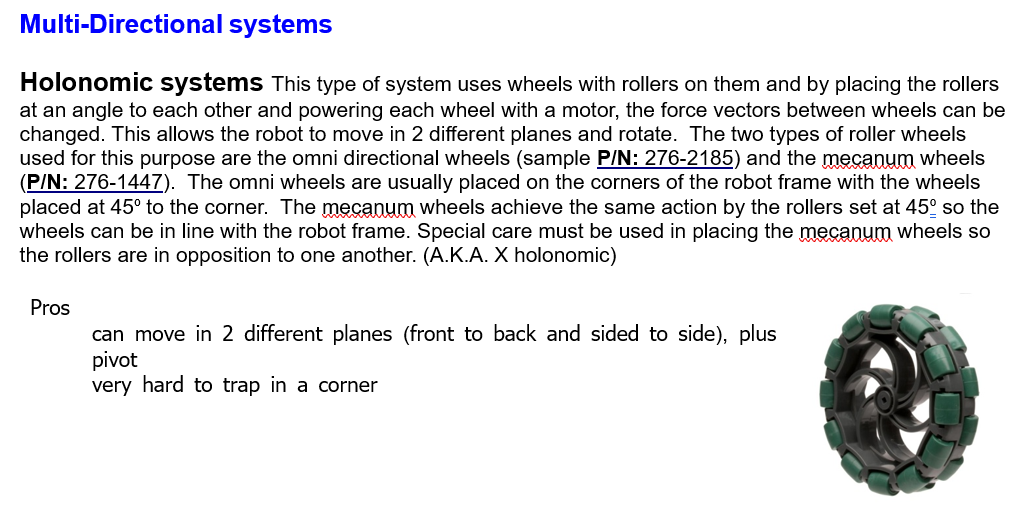 Multi-Directional systems
Holonomic systems This type of system uses wheels with rollers on them and by placing the rollers
at an angle to each other and powering each wheel with a motor, the force vectors between wheels can be
changed. This allows the robot to move in 2 different planes and rotate.  The two types of roller wheels
used for this purpose are the omni directional wheels (sample P/N: 276-2185) and the mecanum wheels
(P/N: 276-1447).  The omni wheels are usually placed on the corners of the robot frame with the wheels
placed at 45º to the corner.  The mecanum wheels achieve the same action by the rollers set at 45º so the
wheels can be in line with the robot frame. Special care must be used in placing the mecanum wheels so
the rollers are in opposition to one another. (A.K.A. X holonomic)
Pros
can move in 2 different planes (front to back and sided to side), plus
pivot
very hard to trap in a corner